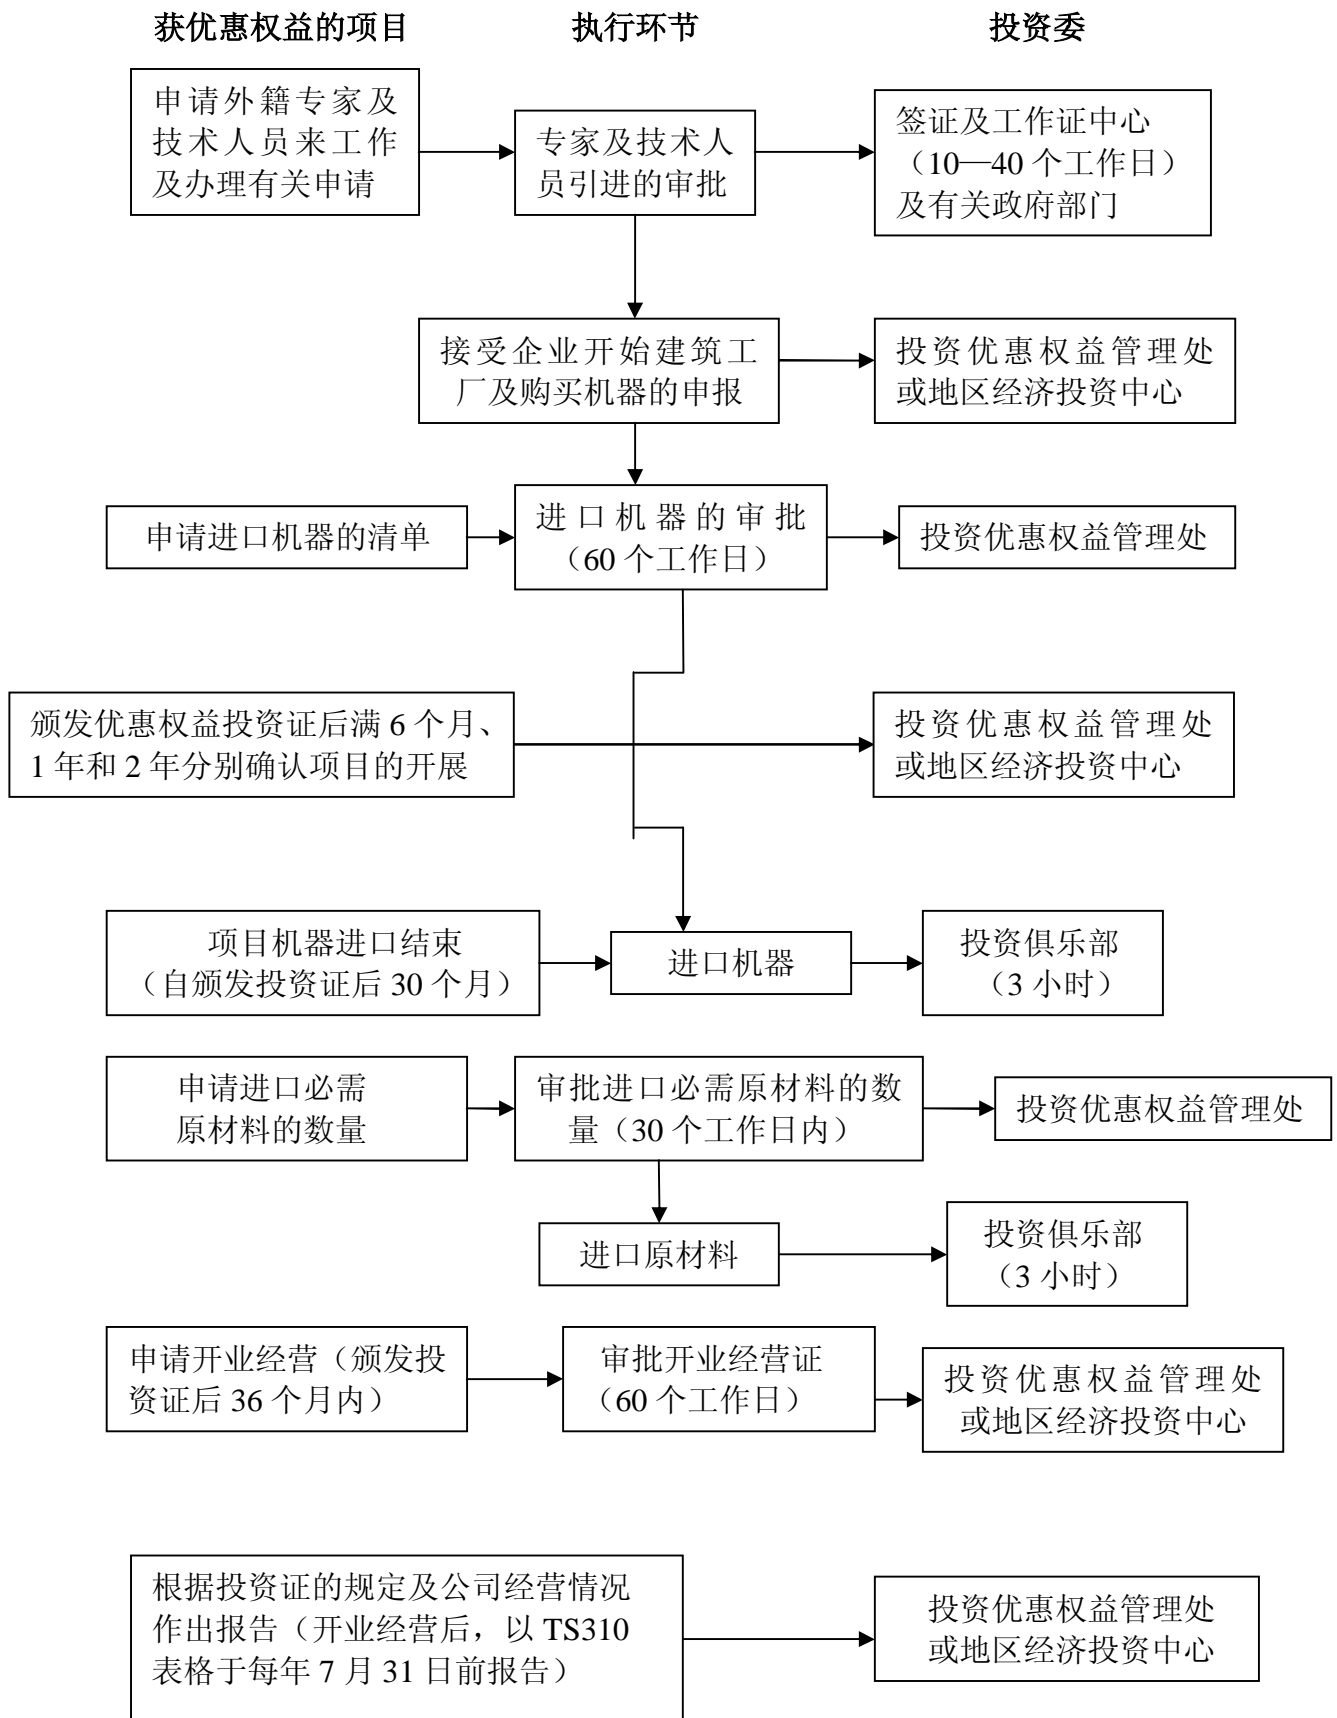 获优惠权益的项目
执行环节
投资委
申请外籍专家及
技术人员来工作
及办理有关申请
专家及技术人
员引进的审批
签证及工作证中心
（10—40 个工作日）
及有关政府部门
接受企业开始建筑工
厂及购买机器的申报
投资优惠权益管理处
或地区经济投资中心
申请进口机器的清单
进口机器的审批
（60 个工作日）
投资优惠权益管理处
颁发优惠权益投资证后满 6 个月、
1 年和 2 年分别确认项目的开展
投资优惠权益管理处
或地区经济投资中心
项目机器进口结束
（自颁发投资证后 30 个月）
进口机器
投资俱乐部
（3 小时）
申请进口必需
原材料的数量
审批进口必需原材料的数
量（30 个工作日内）
投资优惠权益管理处
进口原材料
投资俱乐部
（3 小时）
申请开业经营（颁发投
资证后 36 个月内）
审批开业经营证
（60 个工作日）
投资优惠权益管理处
或地区经济投资中心
根据投资证的规定及公司经营情况
作出报告（开业经营后，以 TS310
表格于每年 7 月 31 日前报告）
投资优惠权益管理处
或地区经济投资中心